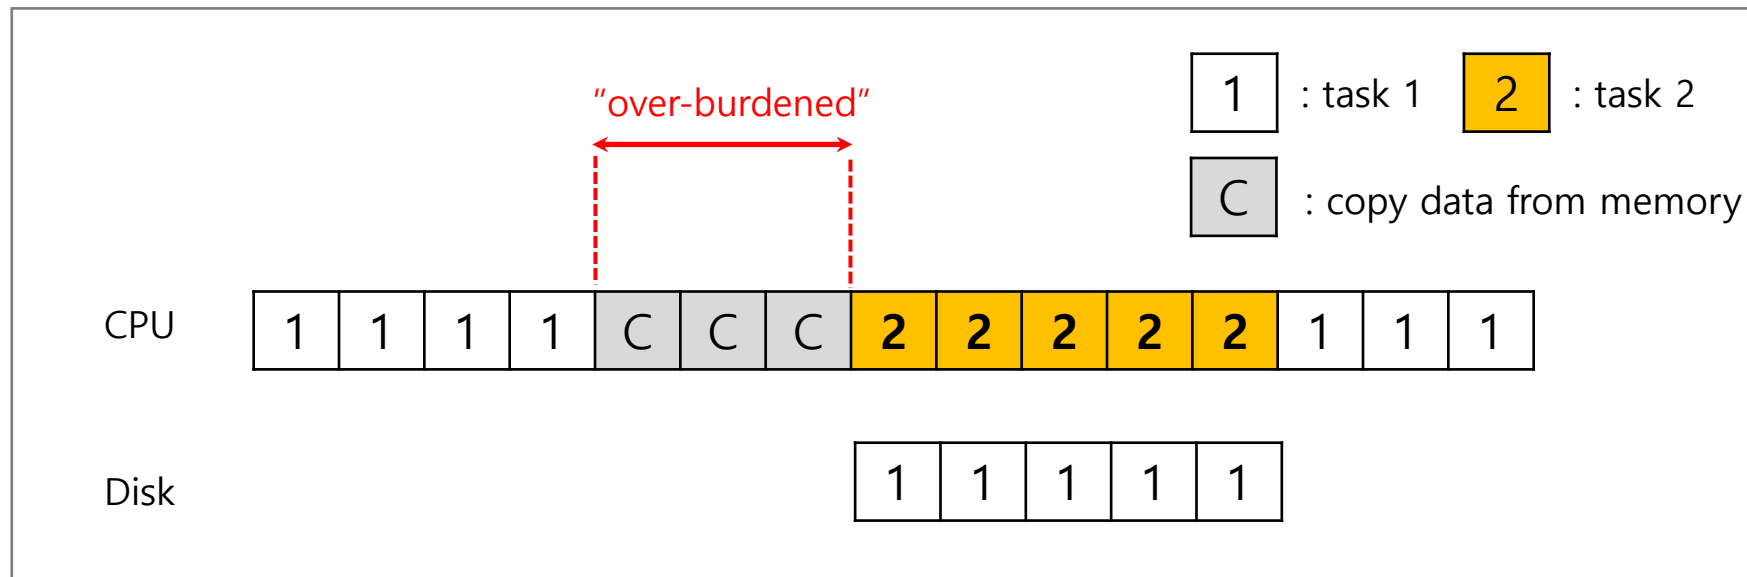 "over-burdened"
1 : task 1 2 : task 2
C : copy data from memory
CPU 1 1 1 1 C C C 2 2 2 2 2 1 1 1
Disk 1 1 1 1 1